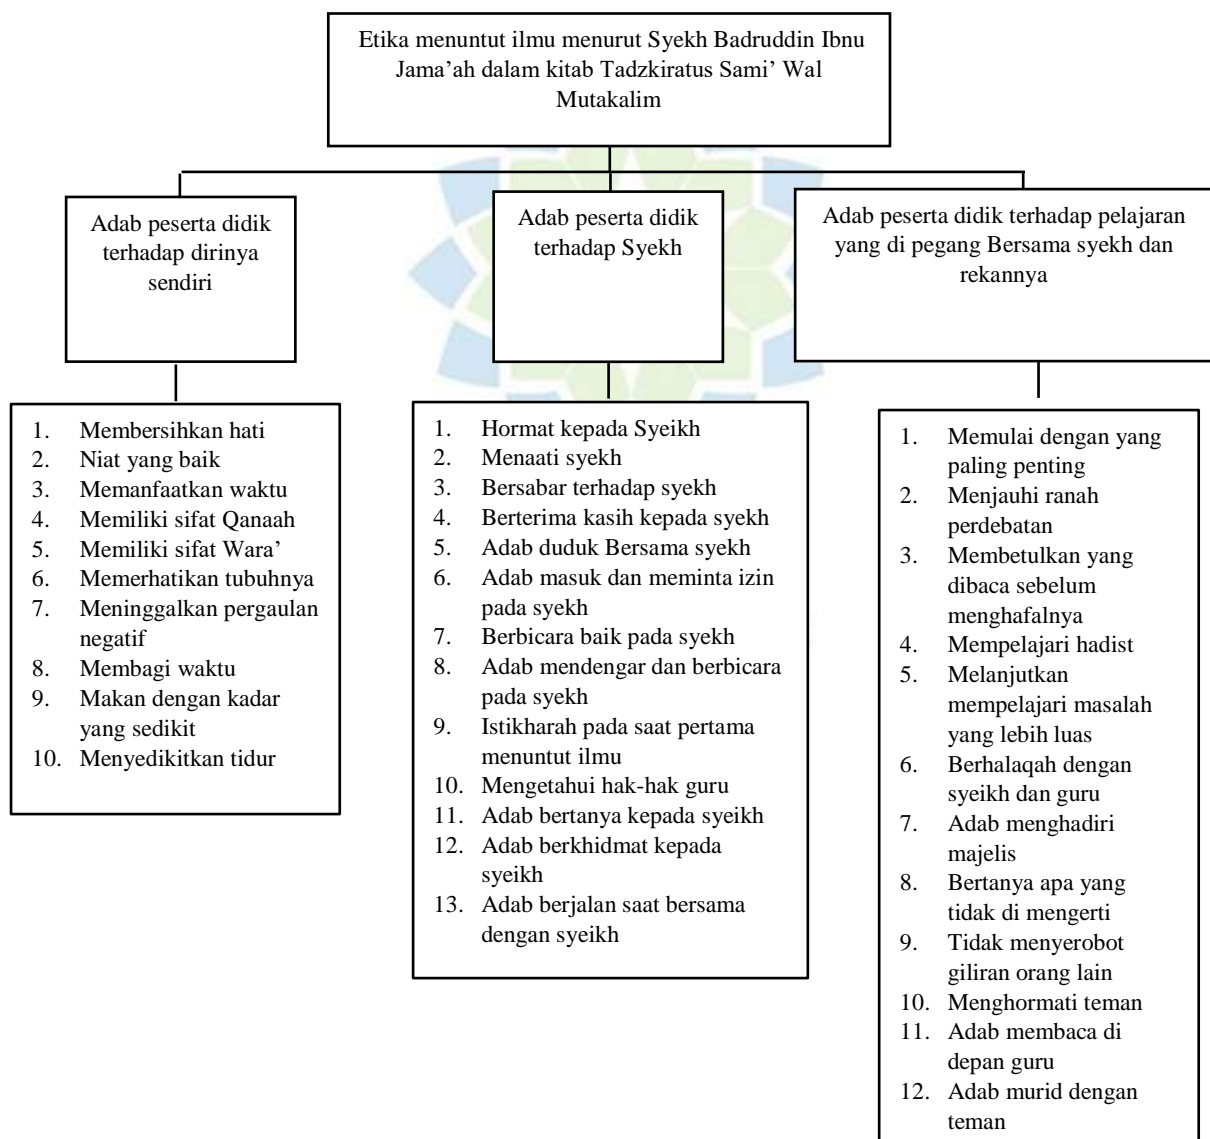 Etika menuntut ilmu menurut Syekh Badruddin Ibnu
Jama’ah dalam kitab Tadzkiratus Sami’ Wal
Mutakalim
Adab peserta didik
terhadap dirinya
sendiri
Adab peserta didik
terhadap Syekh
Adab peserta didik terhadap pelajaran
yang di pegang Bersama syekh dan
rekannya
1. Membersihkan hati
2. Niat yang baik
3. Memanfaatkan waktu
4. Memiliki sifat Qanaah
5. Memiliki sifat Wara’
6. Memerhatikan tubuhnya
7. Meninggalkan pergaulan
negatif
8. Membagi waktu
9. Makan dengan kadar
yang sedikit
10. Menyedikitkan tidur
1. Hormat kepada Syeikh
2. Menaati syekh
3. Bersabar terhadap syekh
4. Berterima kasih kepada syekh
5. Adab duduk Bersama syekh
6. Adab masuk dan meminta izin
pada syekh
7. Berbicara baik pada syekh
8. Adab mendengar dan berbicara
pada syekh
9. Istikharah pada saat pertama
menuntut ilmu
10. Mengetahui hak-hak guru
11. Adab bertanya kepada syeikh
12. Adab berkhidmat kepada
syeikh
13. Adab berjalan saat bersama
dengan syeikh
1. Memulai dengan yang
paling penting
2. Menjauhi ranah
perdebatan
3. Membetulkan yang
dibaca sebelum
menghafalnya
4. Mempelajari hadist
5. Melanjutkan
mempelajari masalah
yang lebih luas
6. Berhalaqah dengan
syeikh dan guru
7. Adab menghadiri
majelis
8. Bertanya apa yang
tidak di mengerti
9. Tidak menyerobot
giliran orang lain
10. Menghormati teman
11. Adab membaca di
depan guru
12. Adab murid dengan
teman